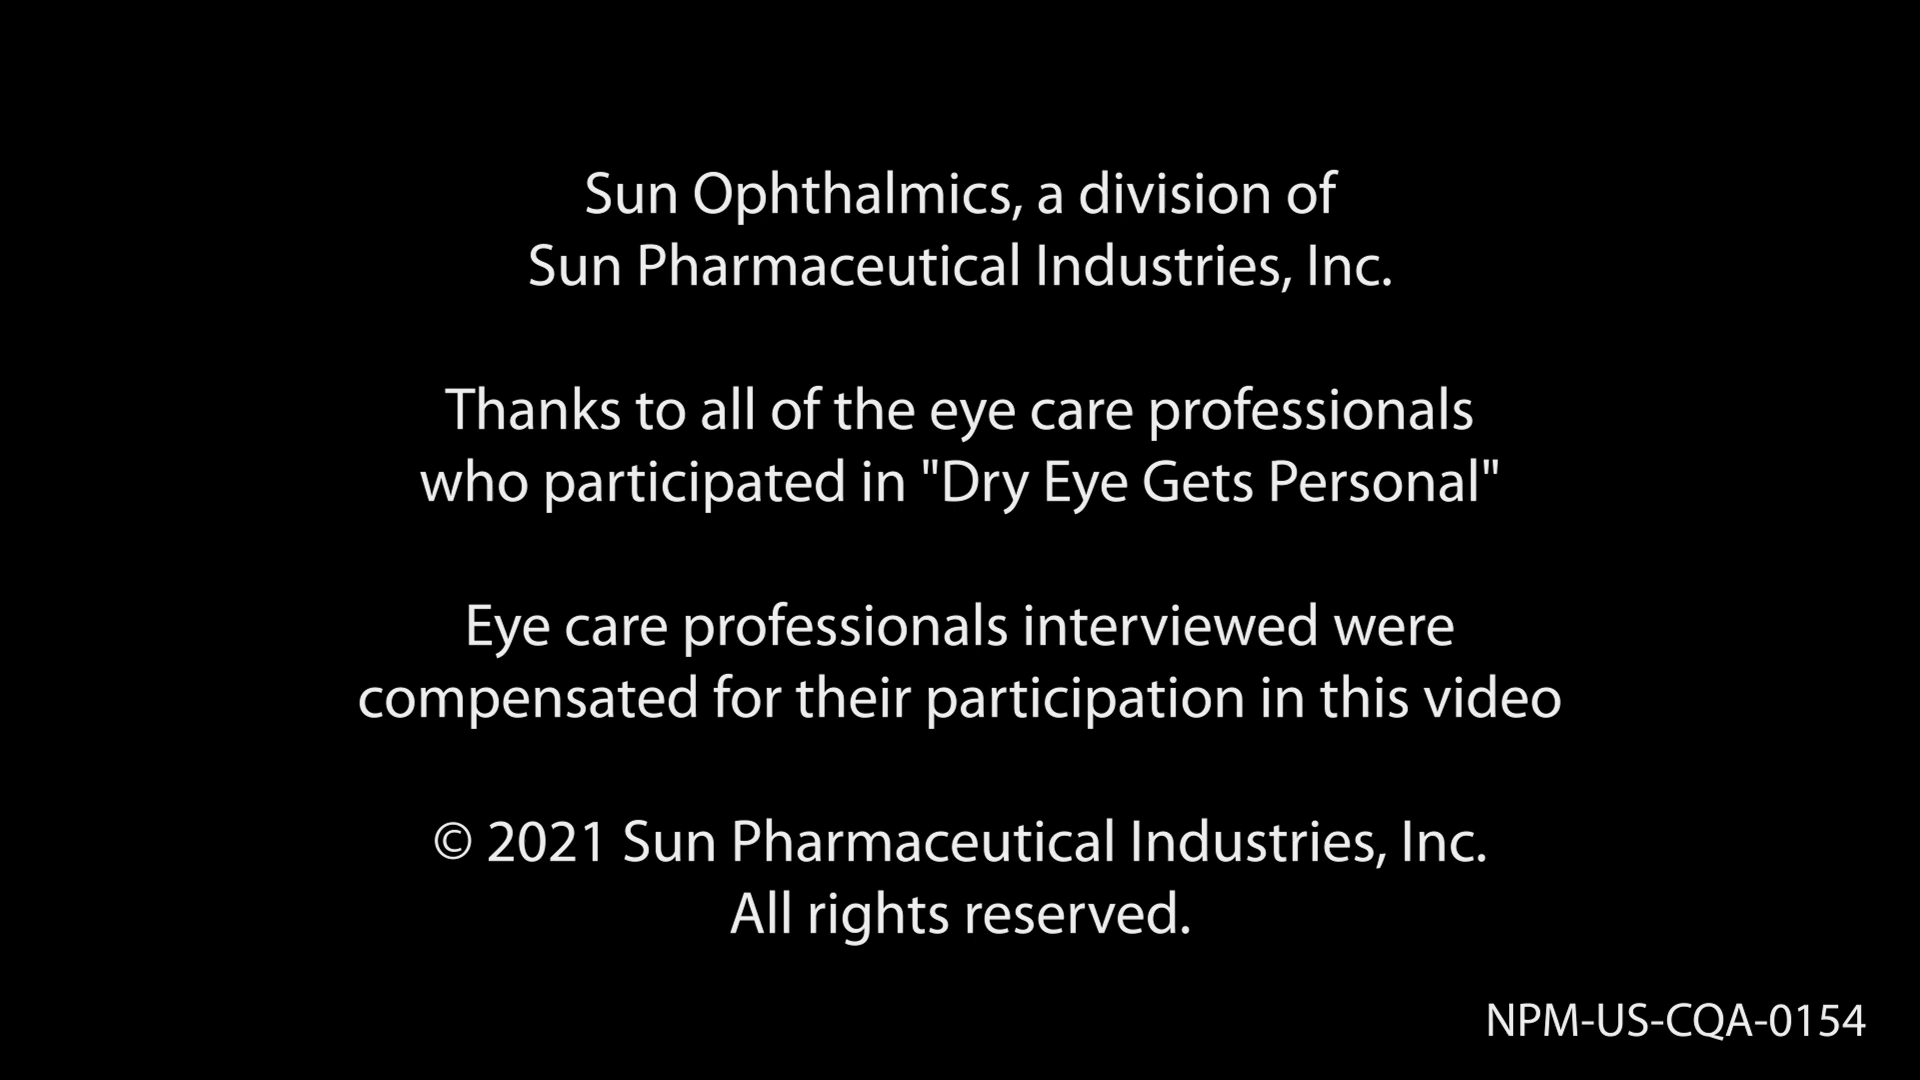 Sun Ophthalmics, a division of
Sun Pharmaceutical Industries, Inc.
Thanks to all of the eye care professionals
who participated in "Dry Eye Gets Personal"
Eye care professionals interviewed were
compensated for their participation in this video
© 2021 Sun Pharmaceutical Industries, Inc.
All rights reserved.
NPM-US-CQA-0154